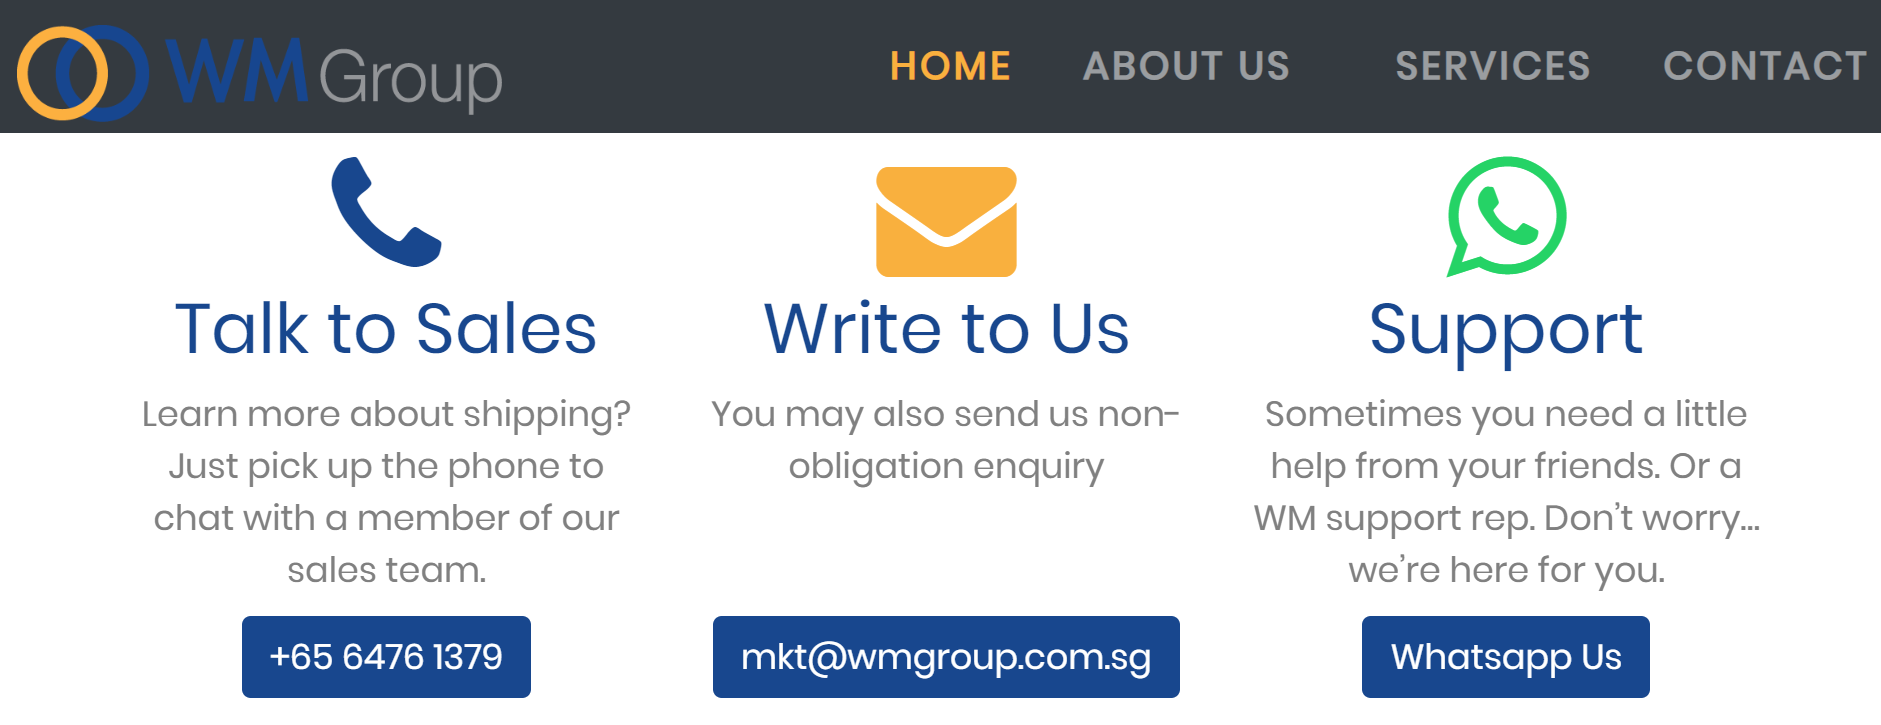 WM Group
HOME
ABOUT US
SERVICES
CONTACT
Talk to Sales
Learn more about shipping?
Just pick up the phone to
chat with a member of our
sales team.
+65 6476 1379
Write to Us
You may also send us non-
obligation enquiry
mkt@wmgroup.com.sg
Support
Sometimes you need a little
help from your friends. Or a
WM support rep. Don’t worry...
we’re here for you.
Whatsapp Us